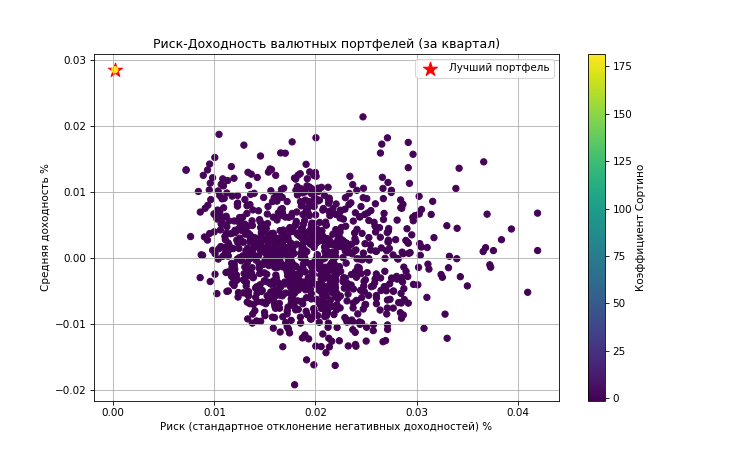 Риск-Доходность валютных портфелей (за квартал)
Лучший портфель
Средняя доходность %
0.03
0.02
0.01
0.00
−0.01
−0.02
0.00 0.01 0.02 0.03 0.04
Риск (стандартное отклонение негативных доходностей) %
175
150
125
100
75
50
25
0
Коэффициент Сортино